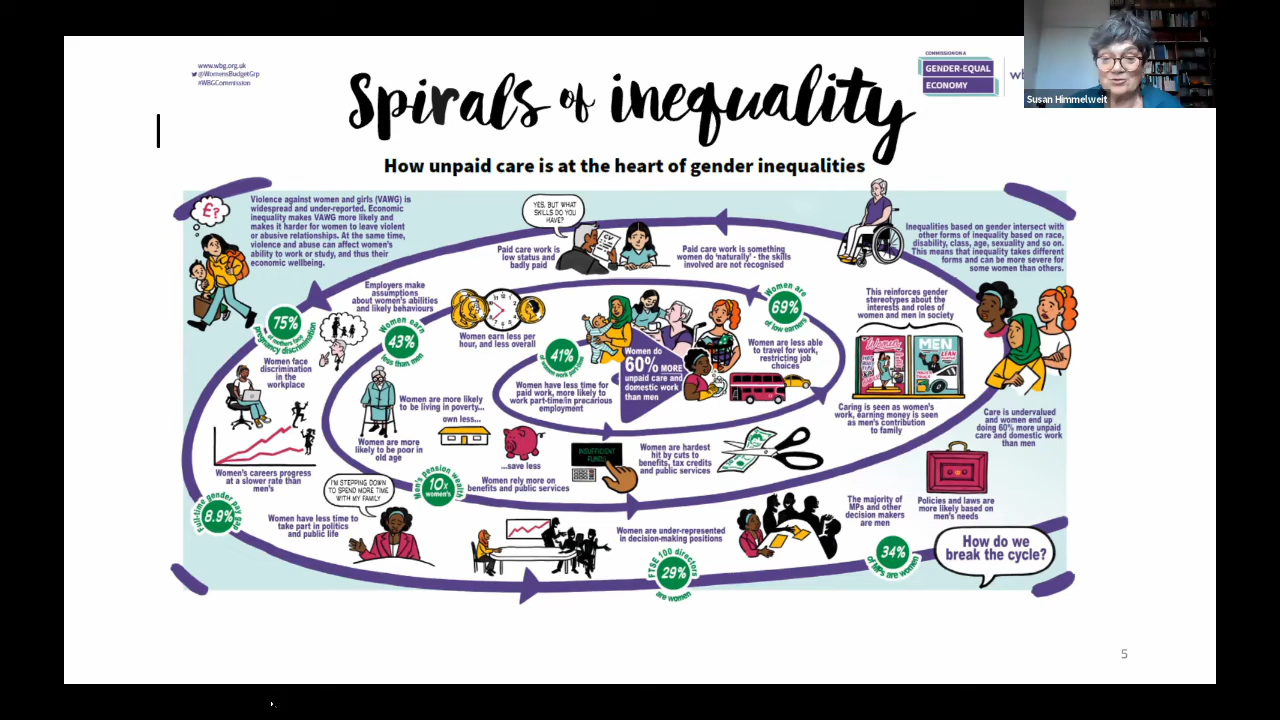 www.wbg.org.uk
@WomensBudgetGrp
#WBGCommission
Spirals of inequality
COMMISSION ON A
GENDER-EQUAL
ECONOMY
Susan Himmelweit
How unpaid care is at the heart of gender inequalities
£?
Violence against women and girls (VAWG) is
widespread and under-reported. Economic
inequality makes VAWG more likely and
makes it harder for women to leave violent
or abusive relationships. At the same time,
violence and abuse can affect women's
ability to work or study, and thus their
economic wellbeing.
YES, BUT WHAT
SKILLS DO YOU
HAVE?
CV
Paid care work is
low status and
badly paid
Paid care work is something
women do 'naturally' - the skills
involved are not recognised
Inequalities based on gender intersect with
other forms of inequality based on race,
disability, class, age, sexuality and so on.
This means that inequality takes different
forms and can be more severe for
some women than others.
Employers make
assumptions
about women's abilities
and likely behaviours
75%
of mothers face
pregnancy discrimination
Women earn
43%
less than men
Women earn less per
hour, and less overall
41%
Women do
60% MORE
unpaid care and
domestic work
than men
Women are
69%
of low earners
Women are less able
to travel for work,
restricting job
choices
This reinforces gender
stereotypes about the
interests and roles of
women and men in society
Women
MEN
Women face
discrimination
in the
workplace
Women have less time for
paid work, more likely to
work part-time/in precarious
employment
Women are more likely
to be living in poverty...
own less...
...save less
Women are more
likely to be poor in
old age
INSUFFICIENT
FUNDS
Women are hardest
hit by cuts to
benefits, tax credits
and public services
Caring is seen as women's
work, earning money is seen
as men's contribution
to family
Care is undervalued
and women end up
doing 60% more unpaid
care and domestic work
than men
Women's careers progress
at a slower rate than
men's
I'M STEPPING DOWN
TO SPEND MORE TIME
WITH MY FAMILY
Men's pension wealth
10x
women's
Women rely more on
benefits and public services
Full-time gender pay gap
8.9%
Women have less time to
take part in politics
and public life
Women are under-represented
in decision-making positions
FTSE 100 directors
29%
are women
The majority of
MPs and other
decision makers
are men
34%
of MPs are women
Policies and laws are
more likely based on
men's needs
How do we
break the cycle?
5